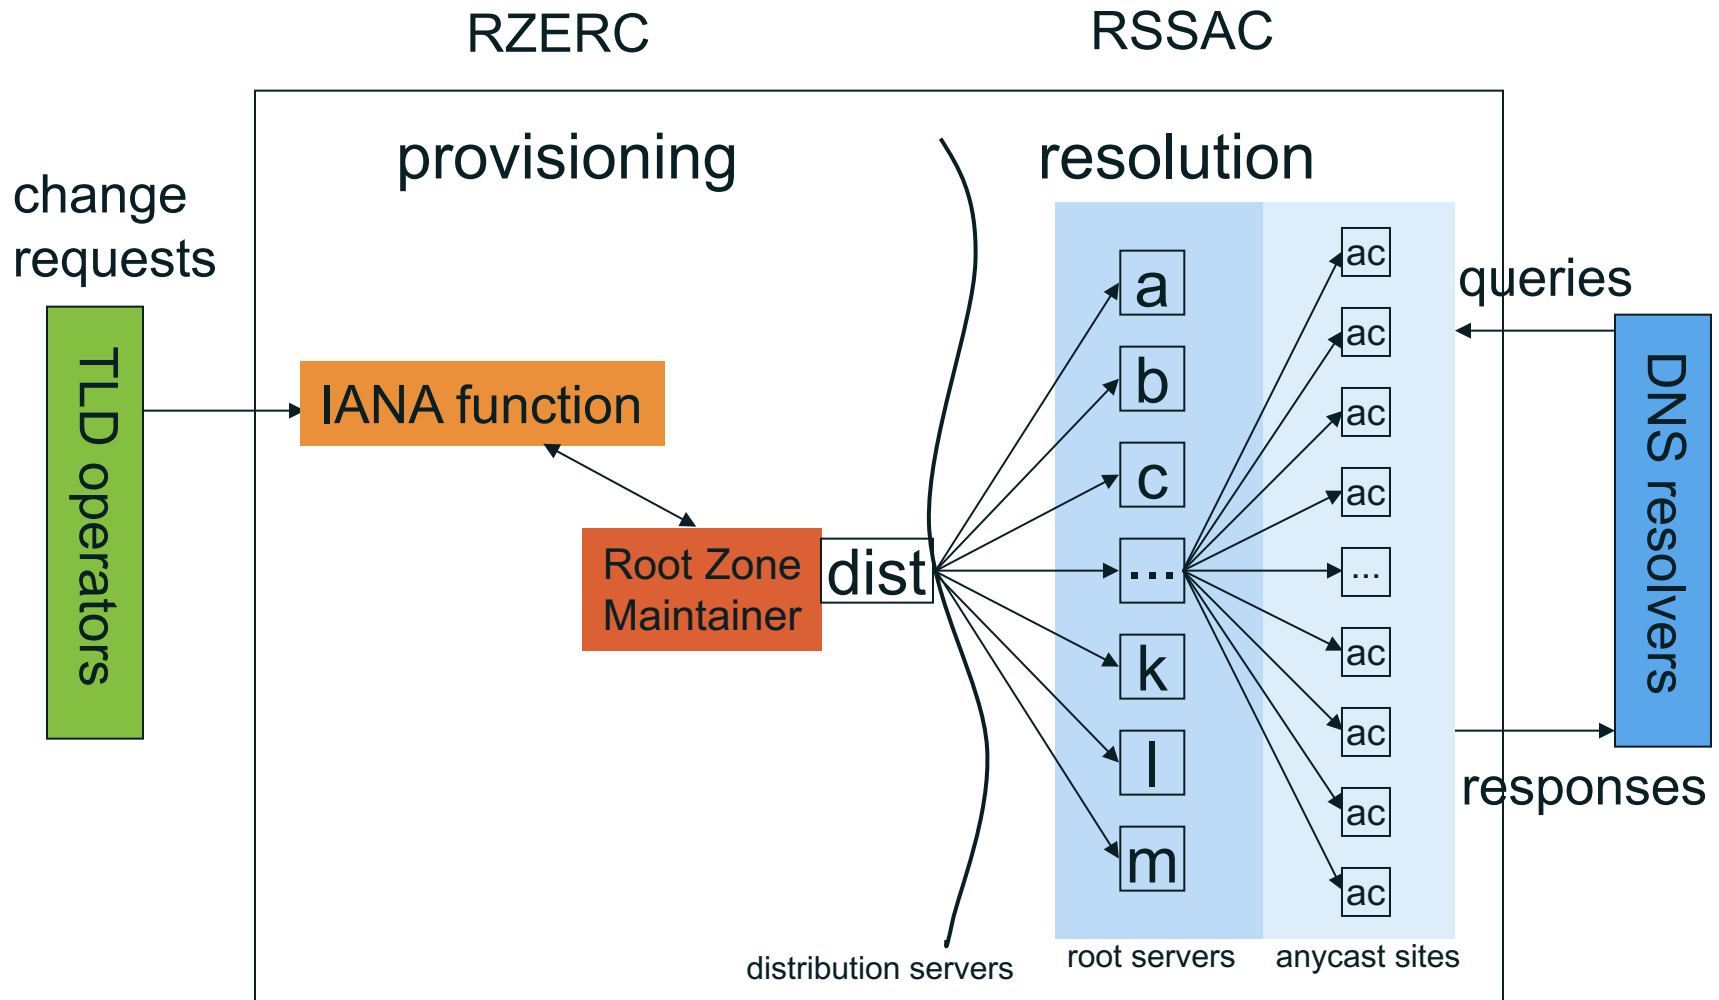 RZERC
RSSAC
provisioning
resolution
change
requests
TLD operators
IANA function
Root Zone
Maintainer
dist
a
b
c
...
k
l
m
ac
ac
ac
ac
...
ac
ac
ac
ac
queries
DNS resolvers
responses
distribution servers
root servers
anycast sites